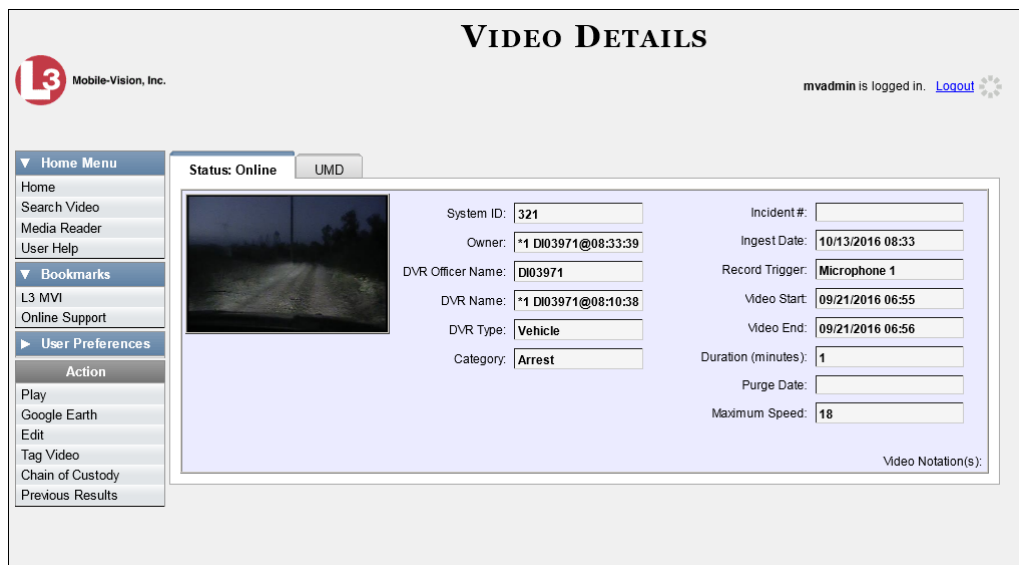 VIDEO DETAILS
L3 Mobile-Vision, Inc.
mvadmin is logged in. Logout
▼ Home Menu
Home
Search Video
Media Reader
User Help
▼ Bookmarks
L3 MVI
Online Support
▶ User Preferences
Action
Play
Google Earth
Edit
Tag Video
Chain of Custody
Previous Results
Status: Online
UMD
System ID: 321
Owner: *1 DI03971@08:33:39
DVR Officer Name: DI03971
DVR Name: *1 DI03971@08:10:38
DVR Type: Vehicle
Category: Arrest
Incident #:
Ingest Date: 10/13/2016 08:33
Record Trigger: Microphone 1
Video Start: 09/21/2016 06:55
Video End: 09/21/2016 06:56
Duration (minutes): 1
Purge Date:
Maximum Speed: 18
Video Notation(s):